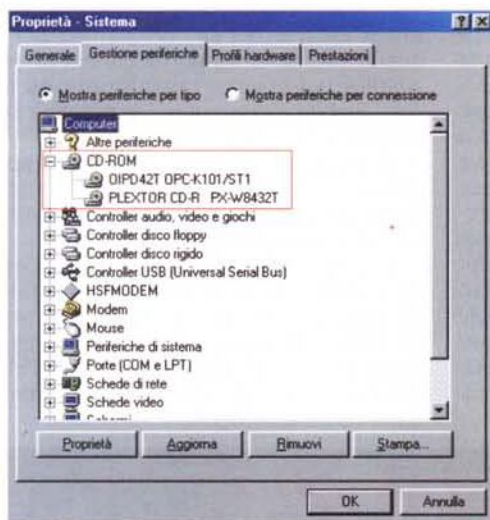 Proprietà - Sistema
Generale Gestione periferiche Profili hardware Prestazioni
Mostra periferiche per tipo Mostra periferiche per connessione
Computer
Altre periferiche
CD-ROM
OIPD42T OPC-K101/ST1
PLEXTOR CD-R PX-W8432T
Controller audio, video e giochi
Controller disco floppy
Controller disco rigido
Controller USB (Universal Serial Bus)
HSFMODEM
Modem
Mouse
Periferiche di sistema
Porte (COM e LPT)
Schede di rete
Schede video
Proprietà Aggiorna Rimuovi Stampa...
OK Annulla